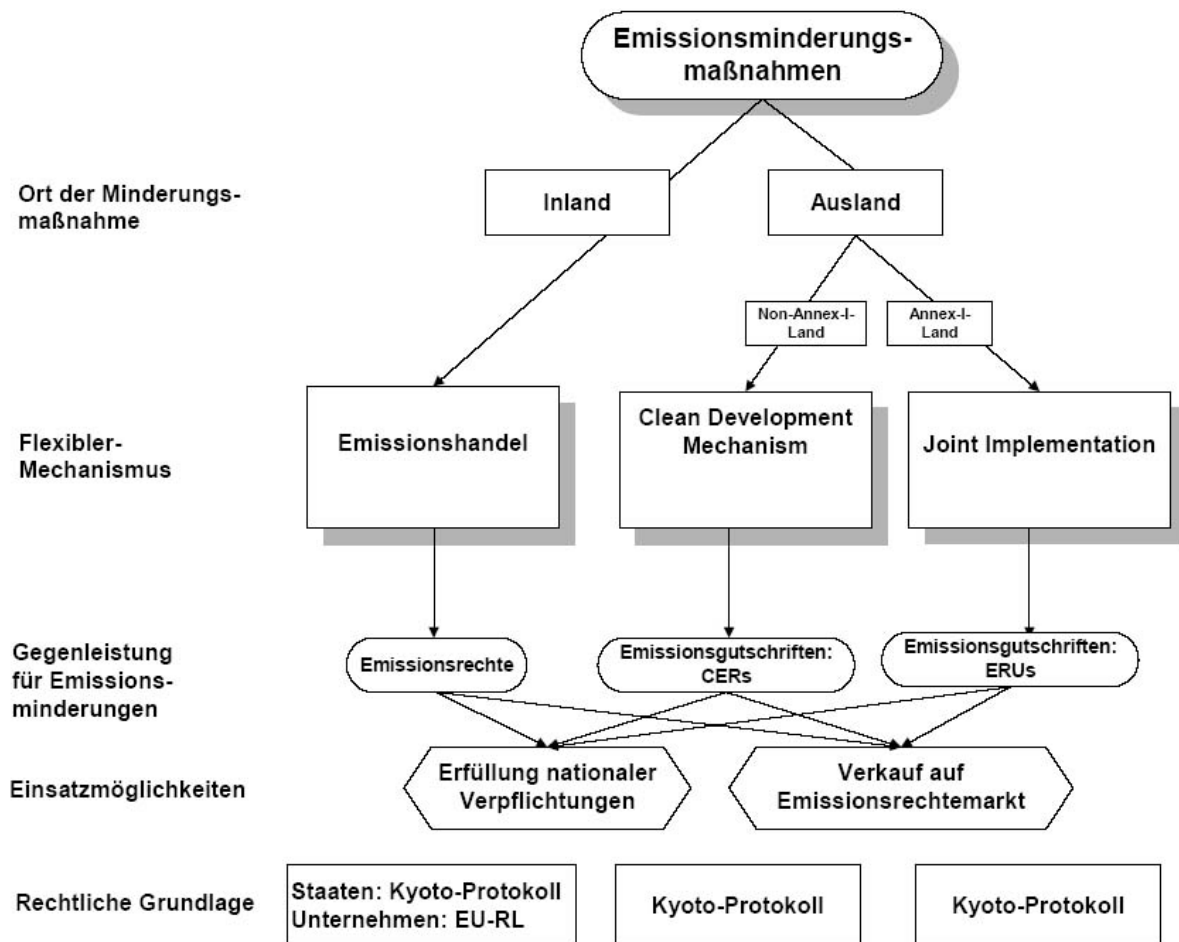 Emissionsminderungs-
maßnahmen
Ort der Minderungs-
maßnahme
Inland
Ausland
Non-Annex-I-
Land
Annex-I-
Land
Flexibler-
Mechanismus
Emissionshandel
Clean Development
Mechanism
Joint Implementation
Gegenleistung
für Emissions-
minderungen
Emissionsrechte
Emissionsgutschriften:
CERs
Emissionsgutschriften:
ERUs
Einsatzmöglichkeiten
Erfüllung nationaler
Verpflichtungen
Verkauf auf
Emissionsrechtemarkt
Rechtliche Grundlage
Staaten: Kyoto-Protokoll
Unternehmen: EU-RL
Kyoto-Protokoll
Kyoto-Protokoll